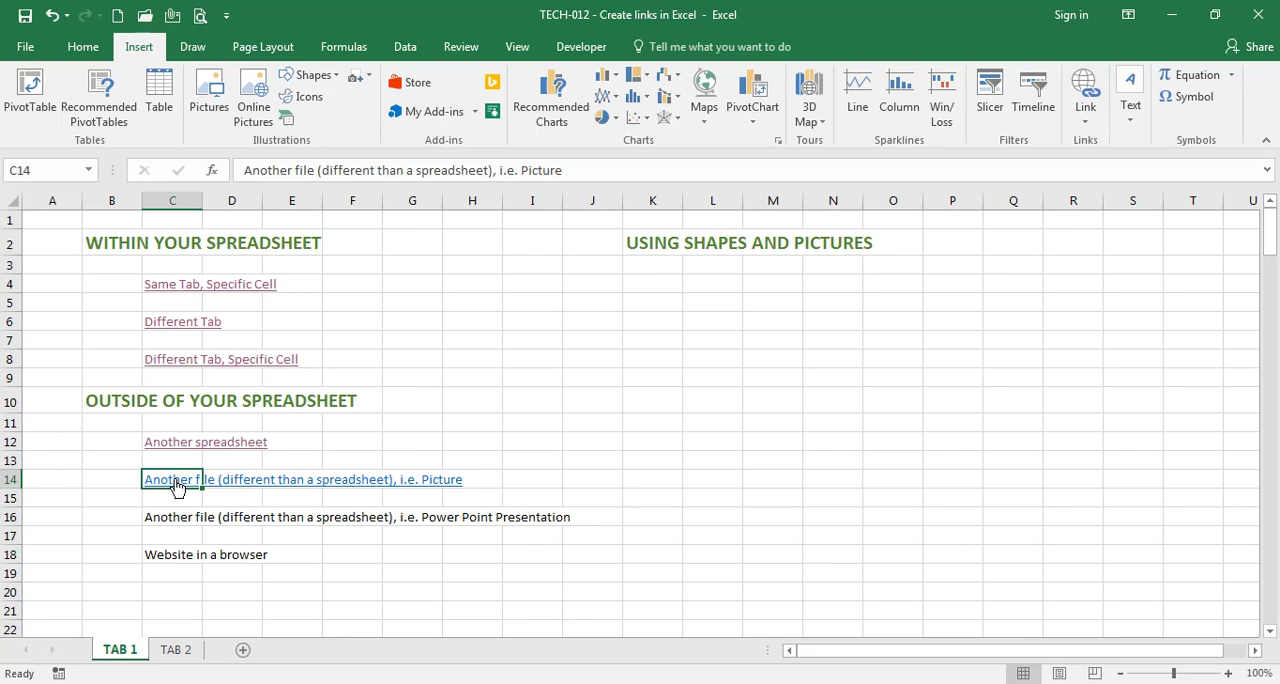 TECH-012 - Create links in Excel - Excel
Sign in
File Home Insert Draw Page Layout Formulas Data Review View Developer Tell me what you want to do Share
PivotTable
Recommended PivotTables
Table
Tables
Pictures
Online Pictures
Shapes
Icons
Illustrations
Store
My Add-ins
Add-ins
Recommended Charts
Maps
PivotChart
Charts
3D Map
Tours
Line
Column
Win/ Loss
Sparklines
Slicer
Timeline
Filters
Link
Links
A
Text
π Equation
Ω Symbol
Symbols
C14
fx
Another file (different than a spreadsheet), i.e. Picture
A B C D E F G H I J K L M N O P Q R S T U
1
2 WITHIN YOUR SPREADSHEET USING SHAPES AND PICTURES
3
4 Same Tab, Specific Cell
5
6 Different Tab
7
8 Different Tab, Specific Cell
9
10 OUTSIDE OF YOUR SPREADSHEET
11
12 Another spreadsheet
13
14 Another file (different than a spreadsheet), i.e. Picture
15
16 Another file (different than a spreadsheet), i.e. Power Point Presentation
17
18 Website in a browser
19
20
21
22
TAB 1 TAB 2
Ready
100%